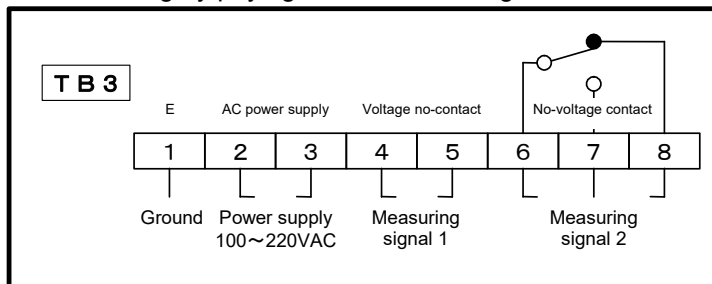 TB3
E AC power supply Voltage no-contact No-voltage contact
1 2 3 4 5 6 7 8
Ground Power supply Measuring Measuring
100～220VAC signal 1 signal 2